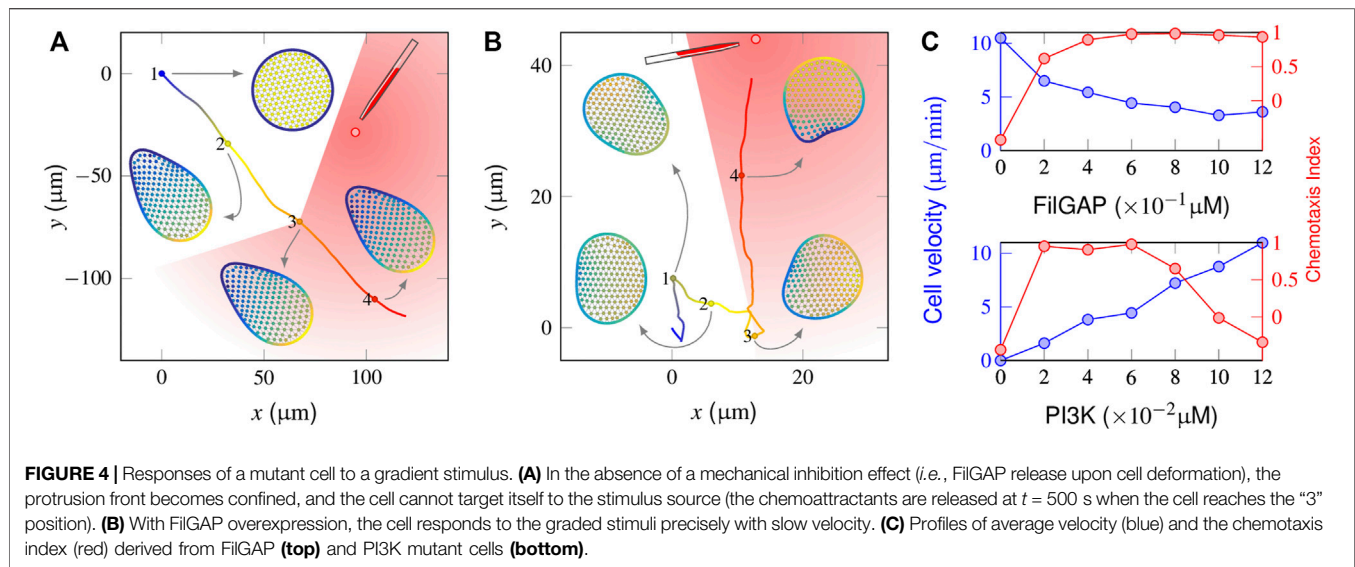 A
B
C
0
−50
−100
y (μm)
0
50
100
x (μm)
1
2
3
4
40
20
0
y (μm)
0
20
x (μm)
1
2
3
4
Cell velocity (μm/min)
Chemotaxis Index
10
5
0
1
0.5
0
0 2 4 6 8 10 12
FilGAP (×10−1μM)
10
5
0
1
0.5
0
0 2 4 6 8 10 12
PI3K (×10−2μM)
FIGURE 4 | Responses of a mutant cell to a gradient stimulus. (A) In the absence of a mechanical inhibition effect (i.e., FilGAP release upon cell deformation), the
protrusion front becomes confined, and the cell cannot target itself to the stimulus source (the chemoattractants are released at t = 500 s when the cell reaches the “3”
position). (B) With FilGAP overexpression, the cell responds to the graded stimuli precisely with slow velocity. (C) Profiles of average velocity (blue) and the chemotaxis
index (red) derived from FilGAP (top) and PI3K mutant cells (bottom).